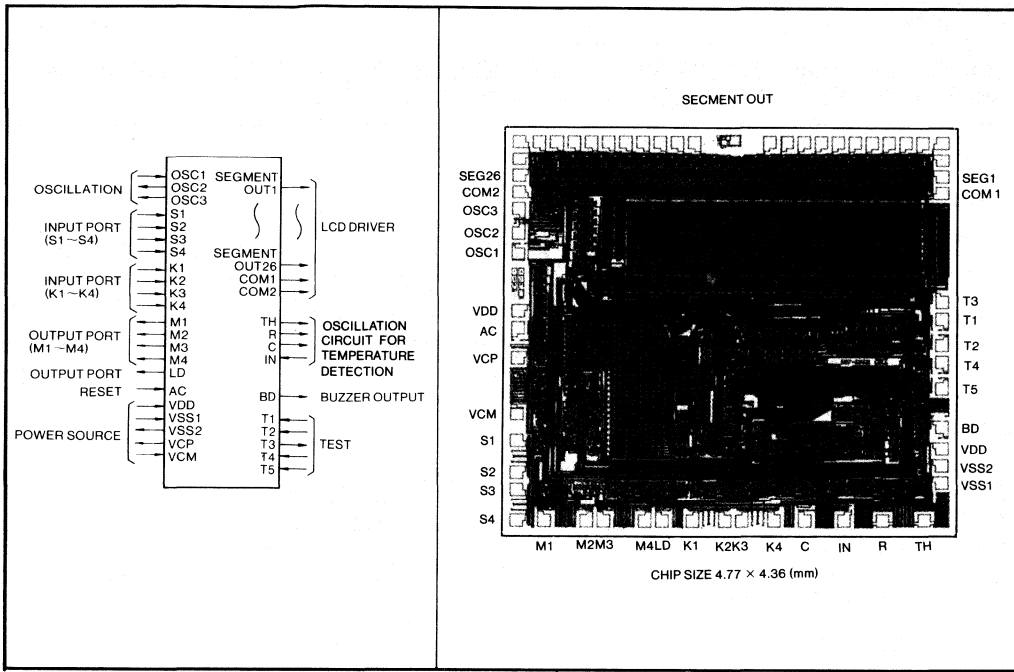 OSCILLATION
INPUT PORT
(S1~S4)
INPUT PORT
(K1~K4)
OUTPUT PORT
(M1~M4)
OUTPUT PORT
RESET
POWER SOURCE
OSC1
OSC2
OSC3
S1
S2
S3
S4
K1
K2
K3
K4
M1
M2
M3
M4
LD
AC
VDD
VSS1
VSS2
VCP
VCM
SEGMENT
OUT1
SEGMENT
OUT26
COM1
COM2
TH
R
C
IN
BD
T1
T2
T3
T4
T5
LCD DRIVER
OSCILLATION
CIRCUIT FOR
TEMPERATURE
DETECTION
BUZZER OUTPUT
TEST
SECMENT OUT
SEG26
COM2
OSC3
OSC2
OSC1
VDD
AC
VCP
VCM
S1
S2
S3
S4
SEG1
COM 1
T3
T1
T2
T4
T5
BD
VDD
VSS2
VSS1
M1 M2M3 M4LD K1 K2K3 K4 C IN R TH
CHIP SIZE 4.77 × 4.36 (mm)